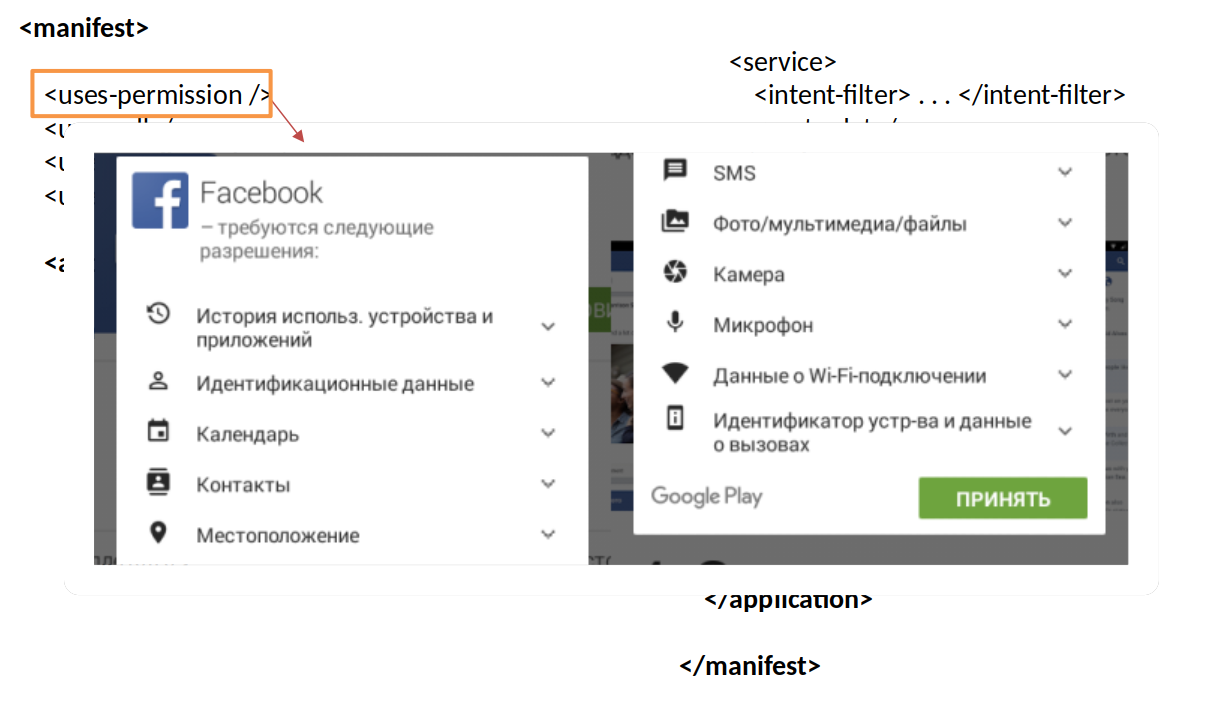 <manifest>
<uses-permission />
<service>
<intent-filter> . . . </intent-filter>
Facebook
– требуются следующие
разрешения:
История использ. устройства и
приложений
Идентификационные данные
Календарь
Контакты
Местоположение
SMS
Фото/мультимедиа/файлы
Камера
Микрофон
Данные о Wi-Fi-подключении
Идентификатор устр-ва и данные
о вызовах
Google Play
ПРИНЯТЬ
</application>
</manifest>